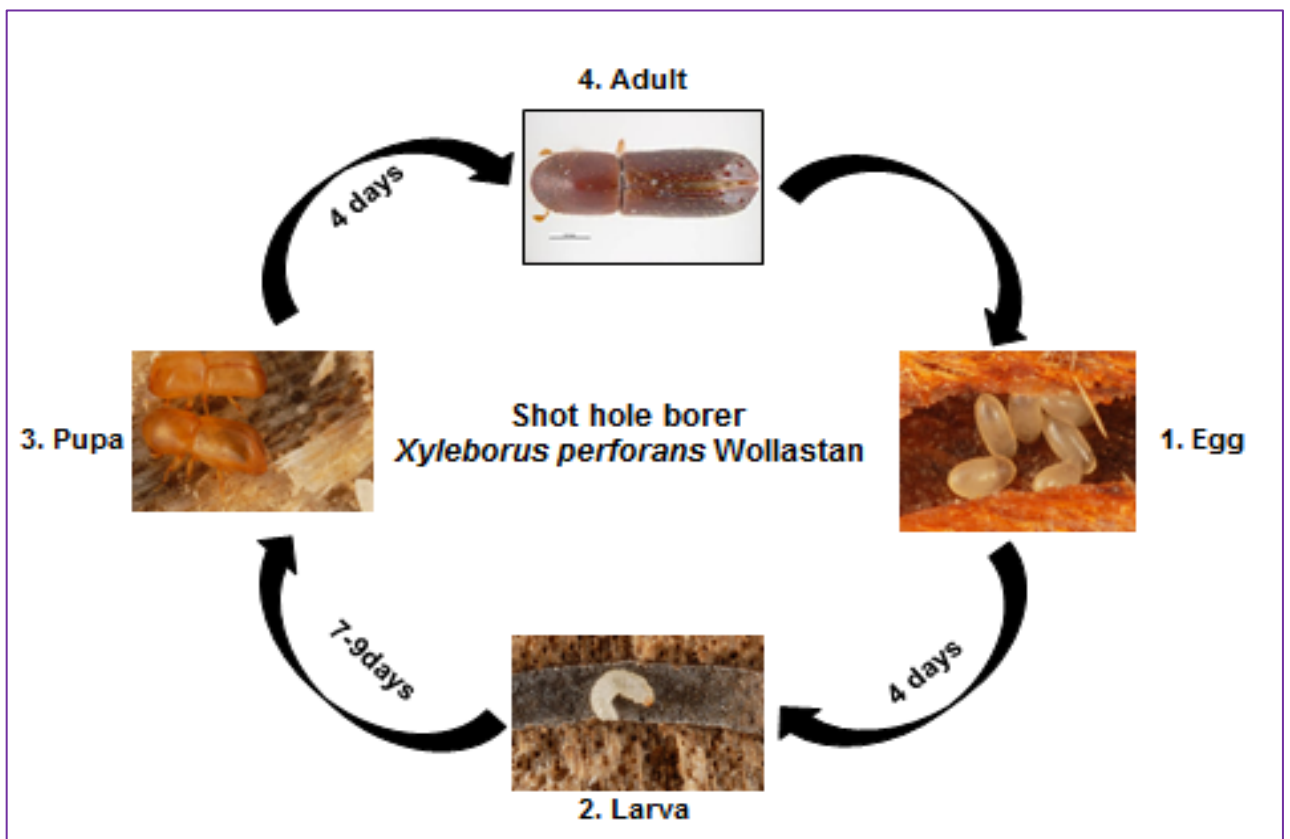 4. Adult
4 days
3. Pupa
Shot hole borer
Xyleborus perforans Wollastan
1. Egg
7-9days
4 days
2. Larva